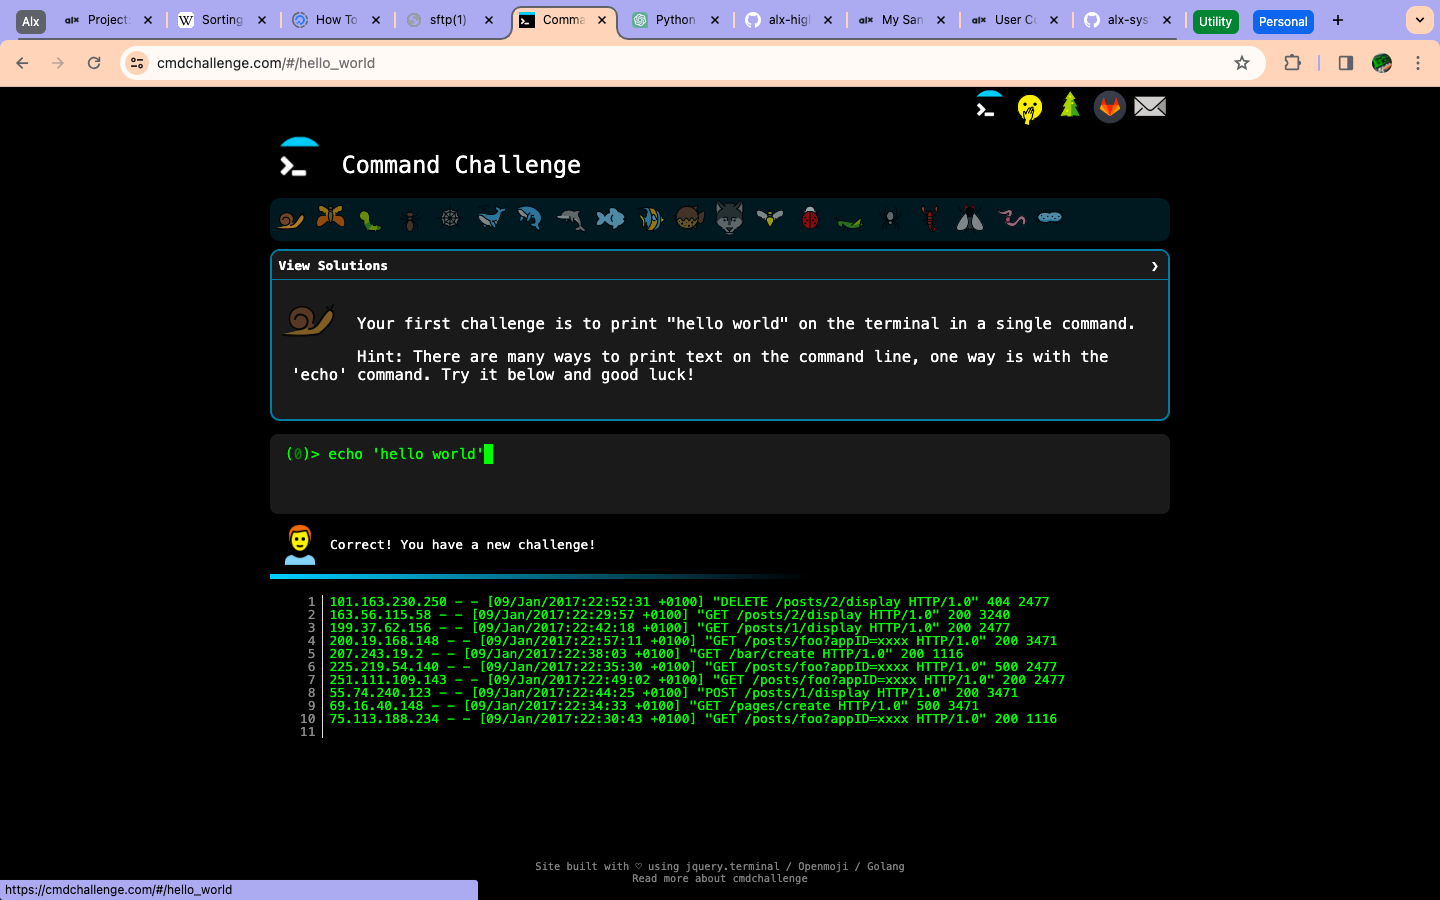 Alx
Project:
Sorting
How To
sftp(1)
Comma
Python
alx-higl
My San
User Co
alx-sys
Utility
Personal
cmdchallenge.com/#/hello_world
Command Challenge
View Solutions
Your first challenge is to print "hello world" on the terminal in a single command.
Hint: There are many ways to print text on the command line, one way is with the
'echo' command. Try it below and good luck!
(0)> echo 'hello world'
Correct! You have a new challenge!
1 101.163.230.250 - - [09/Jan/2017:22:52:31 +0100] "DELETE /posts/2/display HTTP/1.0" 404 2477
2 163.56.115.58 - - [09/Jan/2017:22:29:57 +0100] "GET /posts/2/display HTTP/1.0" 200 3240
3 199.37.62.156 - - [09/Jan/2017:22:42:18 +0100] "GET /posts/1/display HTTP/1.0" 200 2477
4 200.19.168.148 - - [09/Jan/2017:22:57:11 +0100] "GET /posts/foo?appID=xxxx HTTP/1.0" 200 3471
5 207.243.19.2 - - [09/Jan/2017:22:38:03 +0100] "GET /bar/create HTTP/1.0" 200 1116
6 225.219.54.140 - - [09/Jan/2017:22:35:30 +0100] "GET /posts/foo?appID=xxxx HTTP/1.0" 500 2477
7 251.111.109.143 - - [09/Jan/2017:22:49:02 +0100] "GET /posts/foo?appID=xxxx HTTP/1.0" 200 2477
8 55.74.240.123 - - [09/Jan/2017:22:44:25 +0100] "POST /posts/1/display HTTP/1.0" 200 3471
9 69.16.40.148 - - [09/Jan/2017:22:34:33 +0100] "GET /pages/create HTTP/1.0" 500 3471
10 75.113.188.234 - - [09/Jan/2017:22:30:43 +0100] "GET /posts/foo?appID=xxxx HTTP/1.0" 200 1116
11
Site built with ♡ using jquery.terminal / Openmoji / Golang
Read more about cmdchallenge
https://cmdchallenge.com/#/hello_world